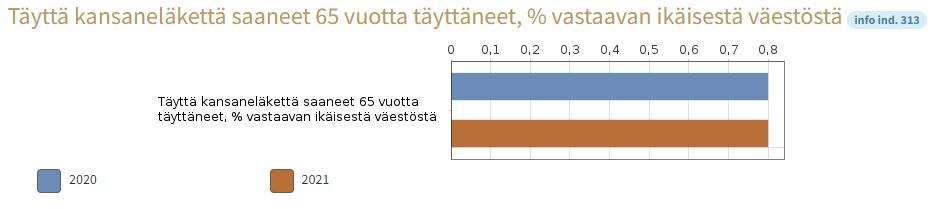 Täyttä kansaneläkettä saaneet 65 vuotta täyttäneet, % vastaavan ikäisestä väestöstä info ind. 313
0 0,1 0,2 0,3 0,4 0,5 0,6 0,7 0,8
Täyttä kansaneläkettä saaneet 65 vuotta
täyttäneet, % vastaavan ikäisestä väestöstä
2020 2021